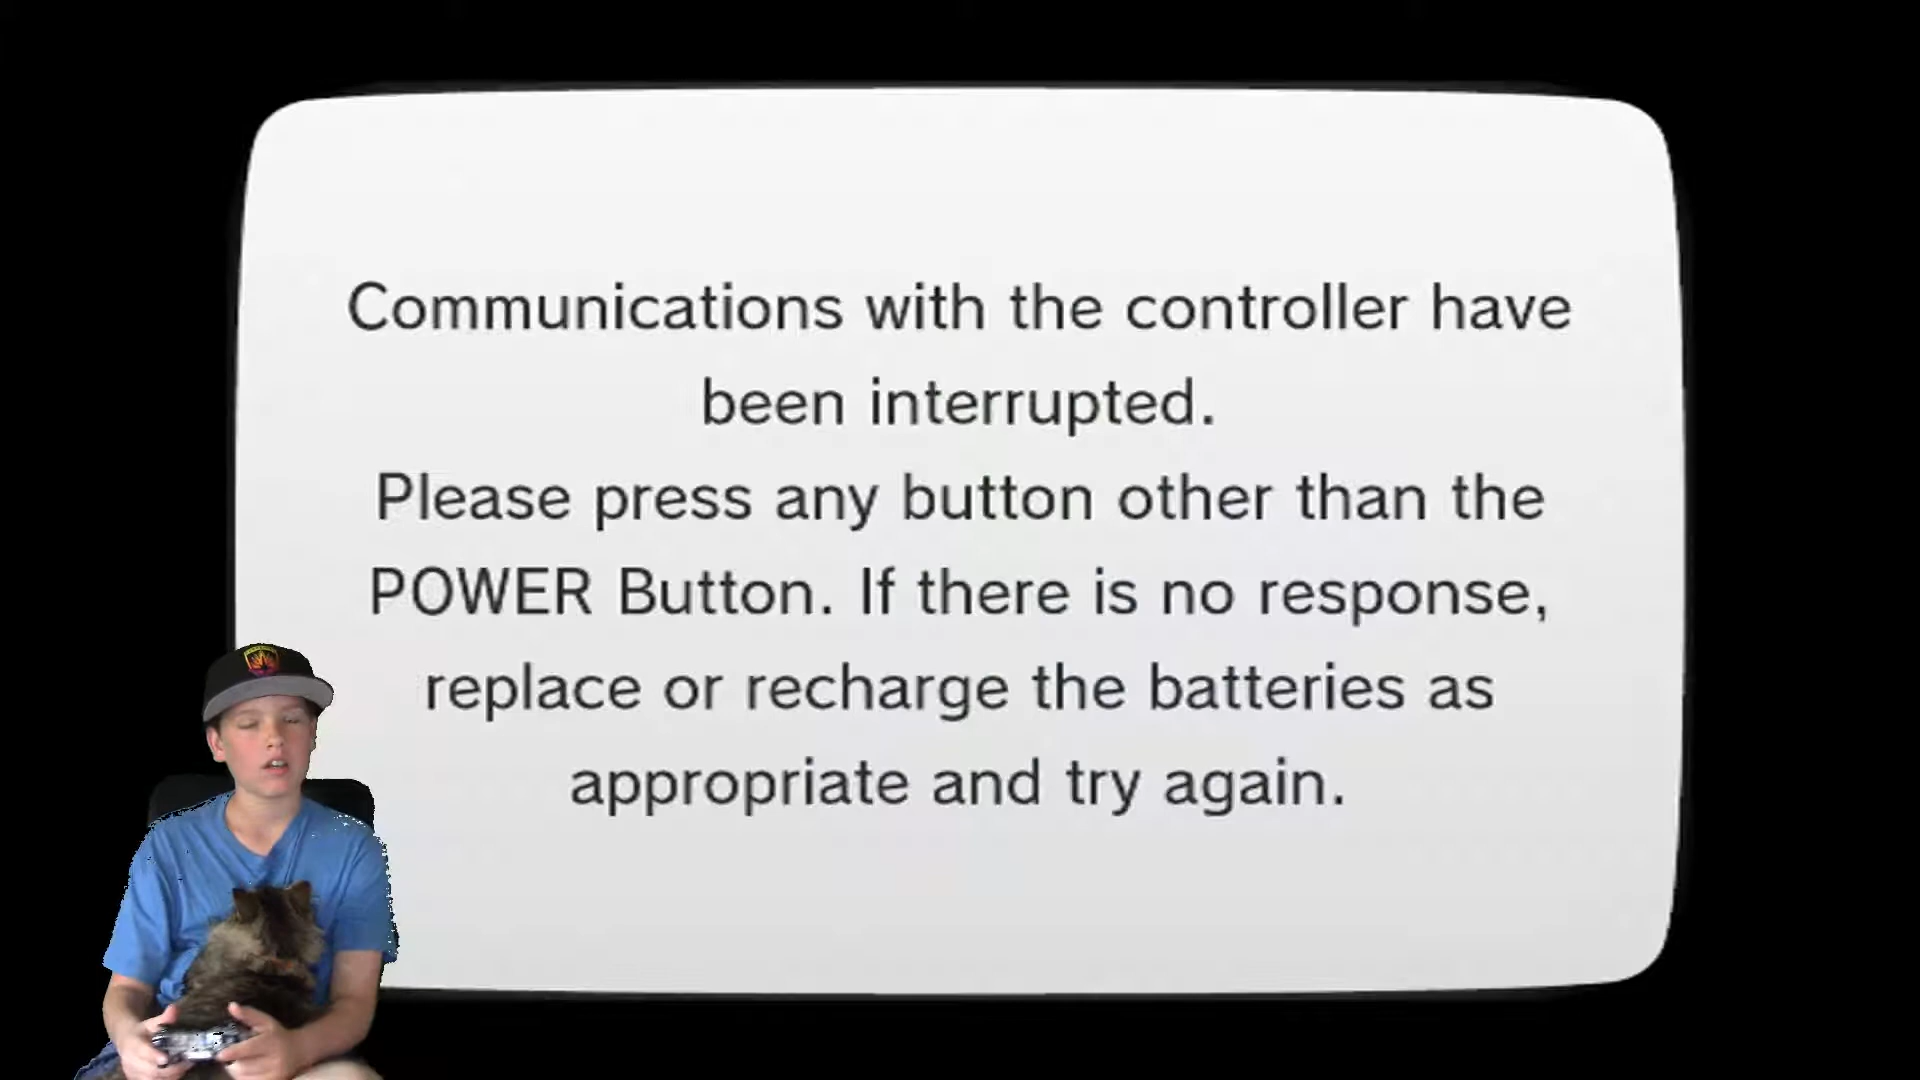 Communications with the controller have
been interrupted.
Please press any button other than the
POWER Button. If there is no response,
replace or recharge the batteries as
appropriate and try again.